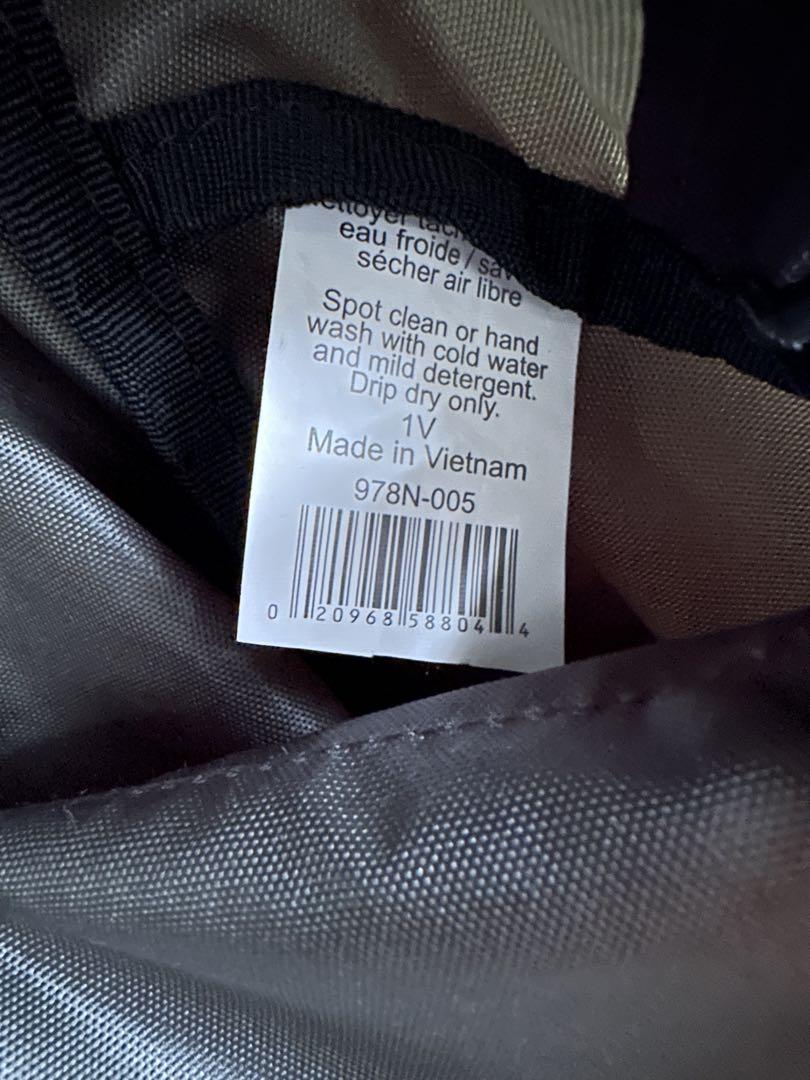 eau froide /
sécher air libre
Spot clean or hand
wash with cold water
and mild detergent.
Drip dry only.
1V
Made in Vietnam
978N-005
0 20968 58804 4